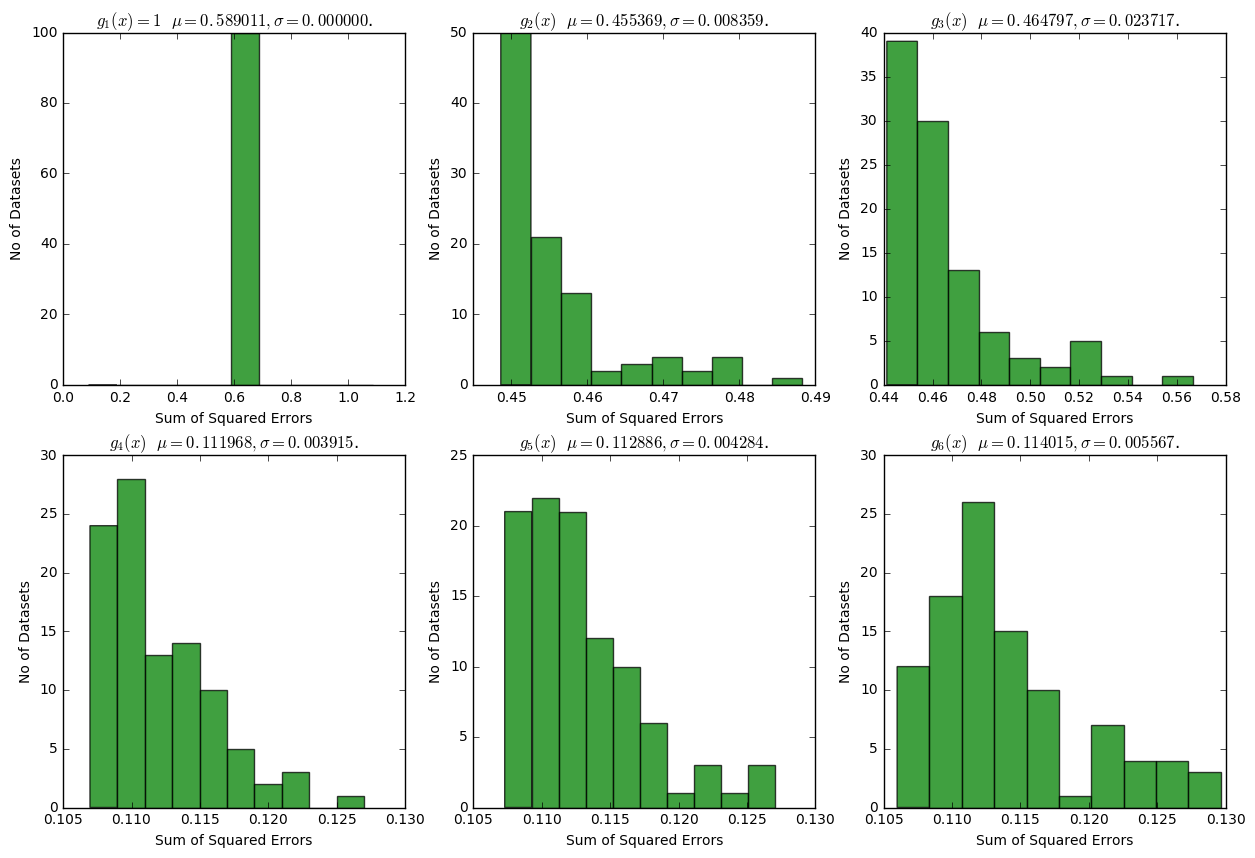 g₁(x) = 1 μ = 0.589011, σ = 0.000000.
100
80
60
40
20
0
No of Datasets
0.0 0.2 0.4 0.6 0.8 1.0 1.2
Sum of Squared Errors
g₂(x) μ = 0.455369, σ = 0.008359.
50
40
30
20
10
0
No of Datasets
0.45 0.46 0.47 0.48 0.49
Sum of Squared Errors
g₃(x) μ = 0.464797, σ = 0.023717.
40
35
30
25
20
15
10
5
0
No of Datasets
0.44 0.46 0.48 0.50 0.52 0.54 0.56 0.58
Sum of Squared Errors
g₄(x) μ = 0.111968, σ = 0.003915.
30
25
20
15
10
5
0
No of Datasets
0.105 0.110 0.115 0.120 0.125 0.130
Sum of Squared Errors
g₅(x) μ = 0.112886, σ = 0.004284.
25
20
15
10
5
0
No of Datasets
0.105 0.110 0.115 0.120 0.125 0.130
Sum of Squared Errors
g₆(x) μ = 0.114015, σ = 0.005567.
30
25
20
15
10
5
0
No of Datasets
0.105 0.110 0.115 0.120 0.125 0.130
Sum of Squared Errors